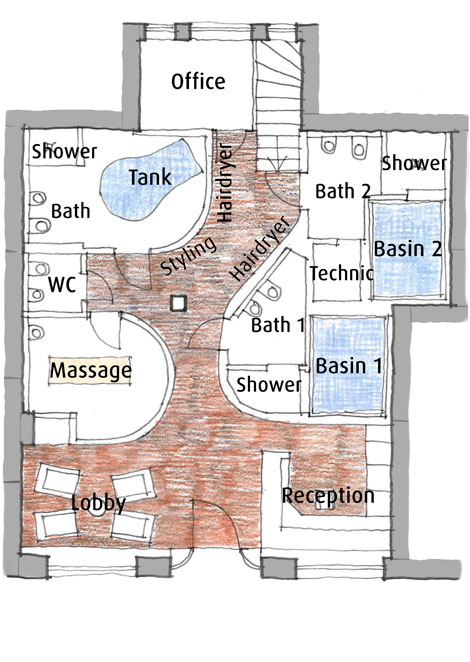 Office
Shower
Tank
Bath
Hairdryer
Shower
Bath 2
Styling
Hairdryer
Basin 2
WC
Technic
Bath 1
Massage
Basin 1
Shower
Lobby
Reception